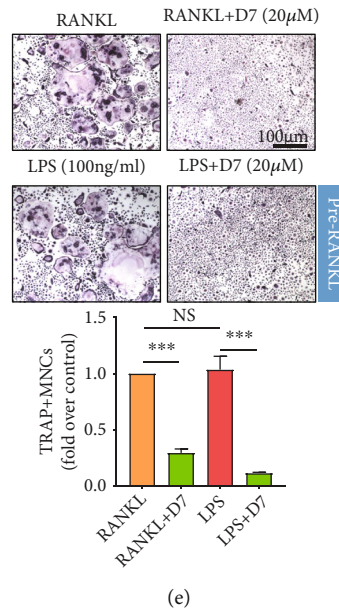 RANKL
RANKL+D7 (20μM)
100μm
LPS (100ng/ml)
LPS+D7 (20μM)
Pre-RANKL
NS
***
***
1.5
1.0
0.5
0.0
TRAP+MNCs
(fold over control)
RANKL
RANKL+D7
LPS
LPS+D7
(e)